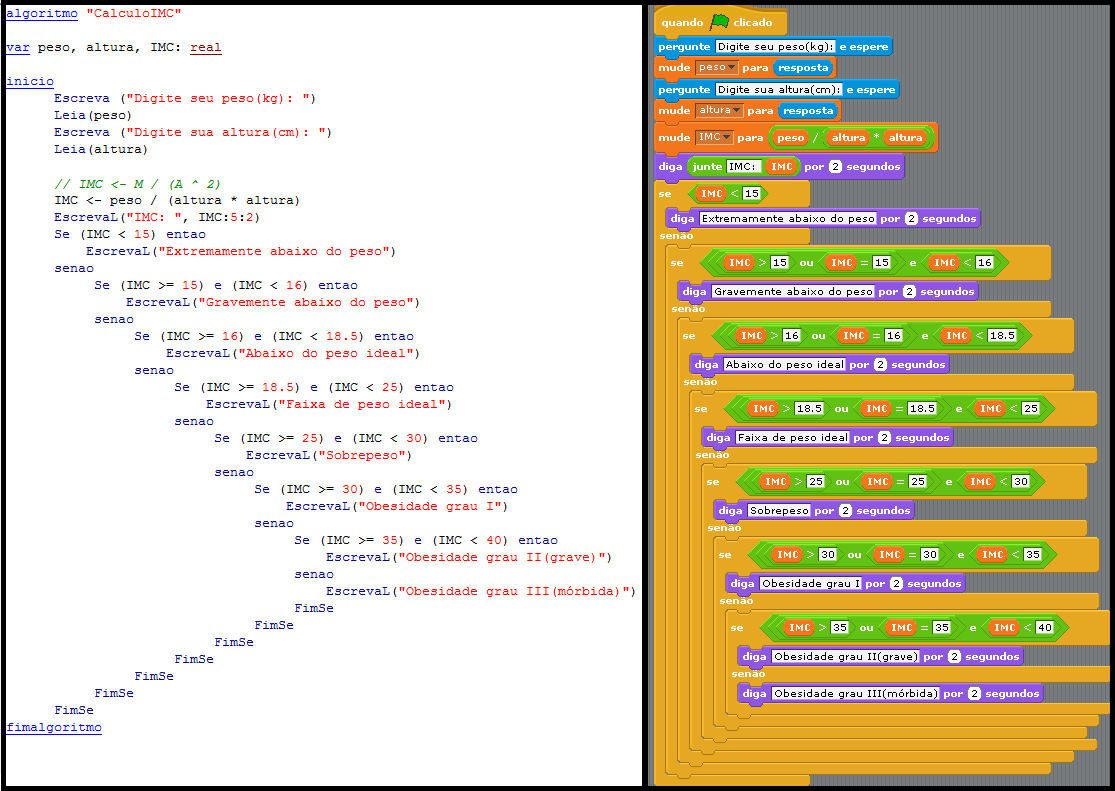 algoritmo "CalculoIMC"
var peso, altura, IMC: real
inicio
Escreva ("Digite seu peso(kg): ")
Leia(peso)
Escreva ("Digite sua altura(cm): ")
Leia(altura)
// IMC <- M / (A ^ 2)
IMC <- peso / (altura * altura)
EscrevaL("IMC: ", IMC:5:2)
Se (IMC < 15) entao
EscrevaL("Extremamente abaixo do peso")
senao
Se (IMC >= 15) e (IMC < 16) entao
EscrevaL("Gravemente abaixo do peso")
senao
Se (IMC >= 16) e (IMC < 18.5) entao
EscrevaL("Abaixo do peso ideal")
senao
Se (IMC >= 18.5) e (IMC < 25) entao
EscrevaL("Faixa de peso ideal")
senao
Se (IMC >= 25) e (IMC < 30) entao
EscrevaL("Sobrepeso")
senao
Se (IMC >= 30) e (IMC < 35) entao
EscrevaL("Obesidade grau I")
senao
Se (IMC >= 35) e (IMC < 40) entao
EscrevaL("Obesidade grau II(grave)")
senao
EscrevaL("Obesidade grau III(mórbida)")
FimSe
FimSe
FimSe
FimSe
FimSe
FimSe
FimSe
fimalgoritmo
quando clicado
pergunte Digite seu peso(kg): e espere
mude peso para resposta
pergunte Digite sua altura(cm): e espere
mude altura para resposta
mude IMC para peso / altura * altura
diga junte IMC: IMC por 2 segundos
se IMC < 15
diga Extremamente abaixo do peso por 2 segundos
senão
se IMC > 15 ou IMC = 15 e IMC < 16
diga Gravemente abaixo do peso por 2 segundos
senão
se IMC > 16 ou IMC = 16 e IMC < 18.5
diga Abaixo do peso ideal por 2 segundos
senão
se IMC > 18.5 ou IMC = 18.5 e IMC < 25
diga Faixa de peso ideal por 2 segundos
senão
se IMC > 25 ou IMC = 25 e IMC < 30
diga Sobrepeso por 2 segundos
senão
se IMC > 30 ou IMC = 30 e IMC < 35
diga Obesidade grau I por 2 segundos
senão
se IMC > 35 ou IMC = 35 e IMC < 40
diga Obesidade grau II(grave) por 2 segundos
senão
diga Obesidade grau III(mórbida) por 2 segundos